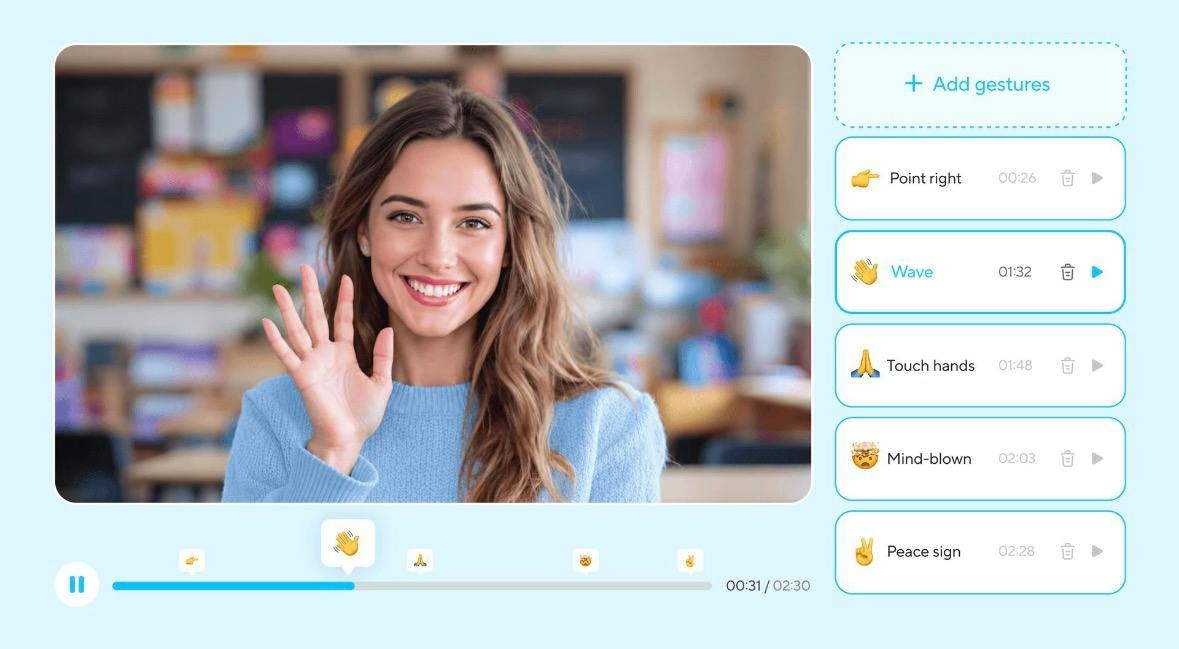 + Add gestures
Point right 00:26
Wave 01:32
Touch hands 01:48
Mind-blown 02:03
Peace sign 02:28
00:31 / 02:30